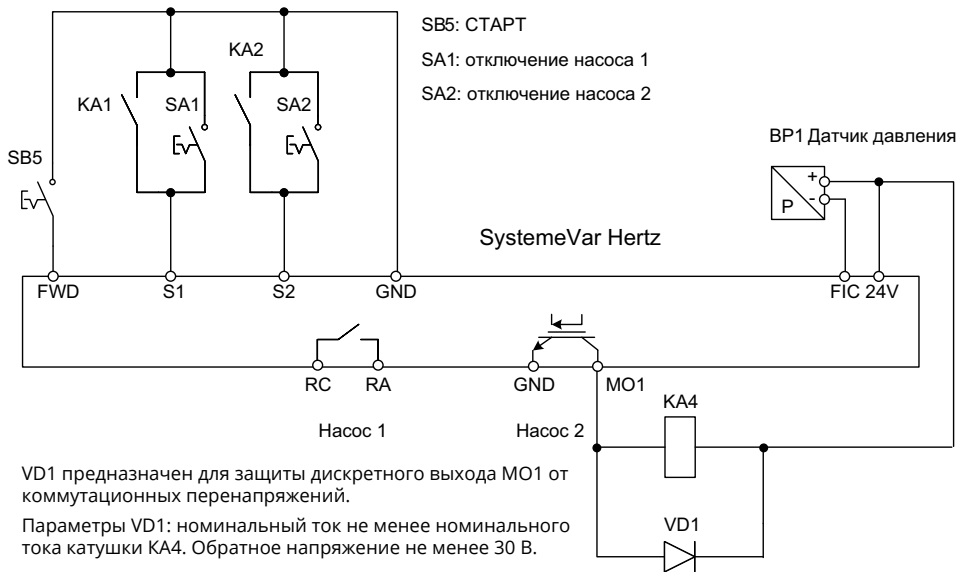 SB5: СТАРТ
SA1: отключение насоса 1
SA2: отключение насоса 2
KA2
KA1
SA1
SA2
SB5
BP1 Датчик давления
+
-
P
SystemeVar Hertz
FWD
S1
S2
GND
FIC 24V
RC
RA
GND
MO1
KA4
Насос 1
Насос 2
VD1 предназначен для защиты дискретного выхода MO1 от
коммутационных перенапряжений.
Параметры VD1: номинальный ток не менее номинального
тока катушки KA4. Обратное напряжение не менее 30 В.
VD1